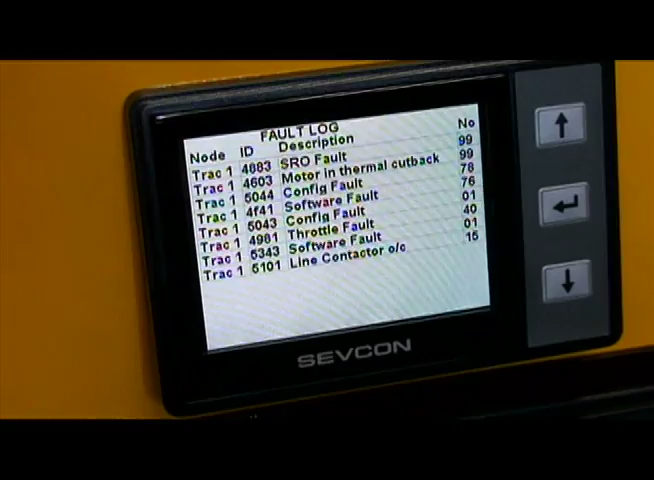 FAULT LOG
Node ID Description No
Trac 1 4883 SRO Fault 99
Trac 1 4603 Motor in thermal cutback 99
Trac 1 5044 Config Fault 78
Trac 1 4f41 Software Fault 76
Trac 1 5043 Config Fault 01
Trac 1 4981 Throttle Fault 40
Trac 1 5343 Software Fault 01
Trac 1 5101 Line Contactor o/c 15
SEVCON